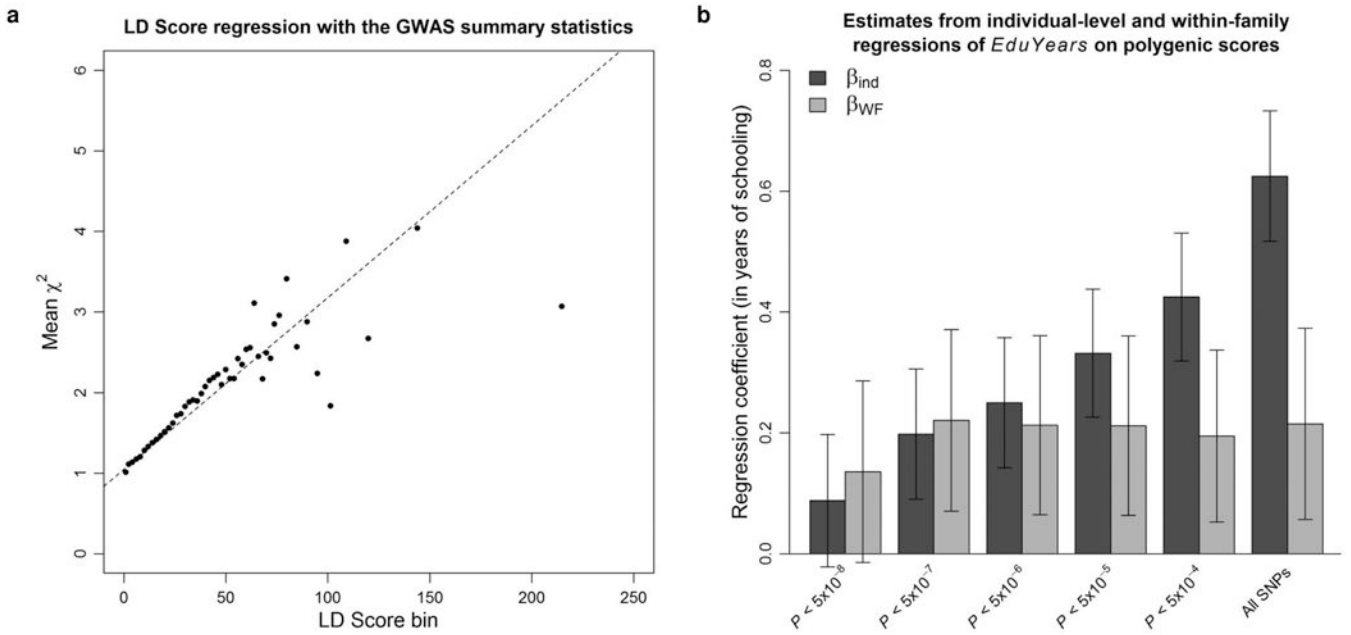 a
LD Score regression with the GWAS summary statistics
Mean χ²
6
5
4
3
2
1
0
0 50 100 150 200 250
LD Score bin
b
Estimates from individual-level and within-family
regressions of EduYears on polygenic scores
Regression coefficient (in years of schooling)
0.8
0.6
0.4
0.2
0.0
βind
βWF
P < 5x10⁻⁸
P < 5x10⁻⁷
P < 5x10⁻⁶
P < 5x10⁻⁵
P < 5x10⁻⁴
All SNPs